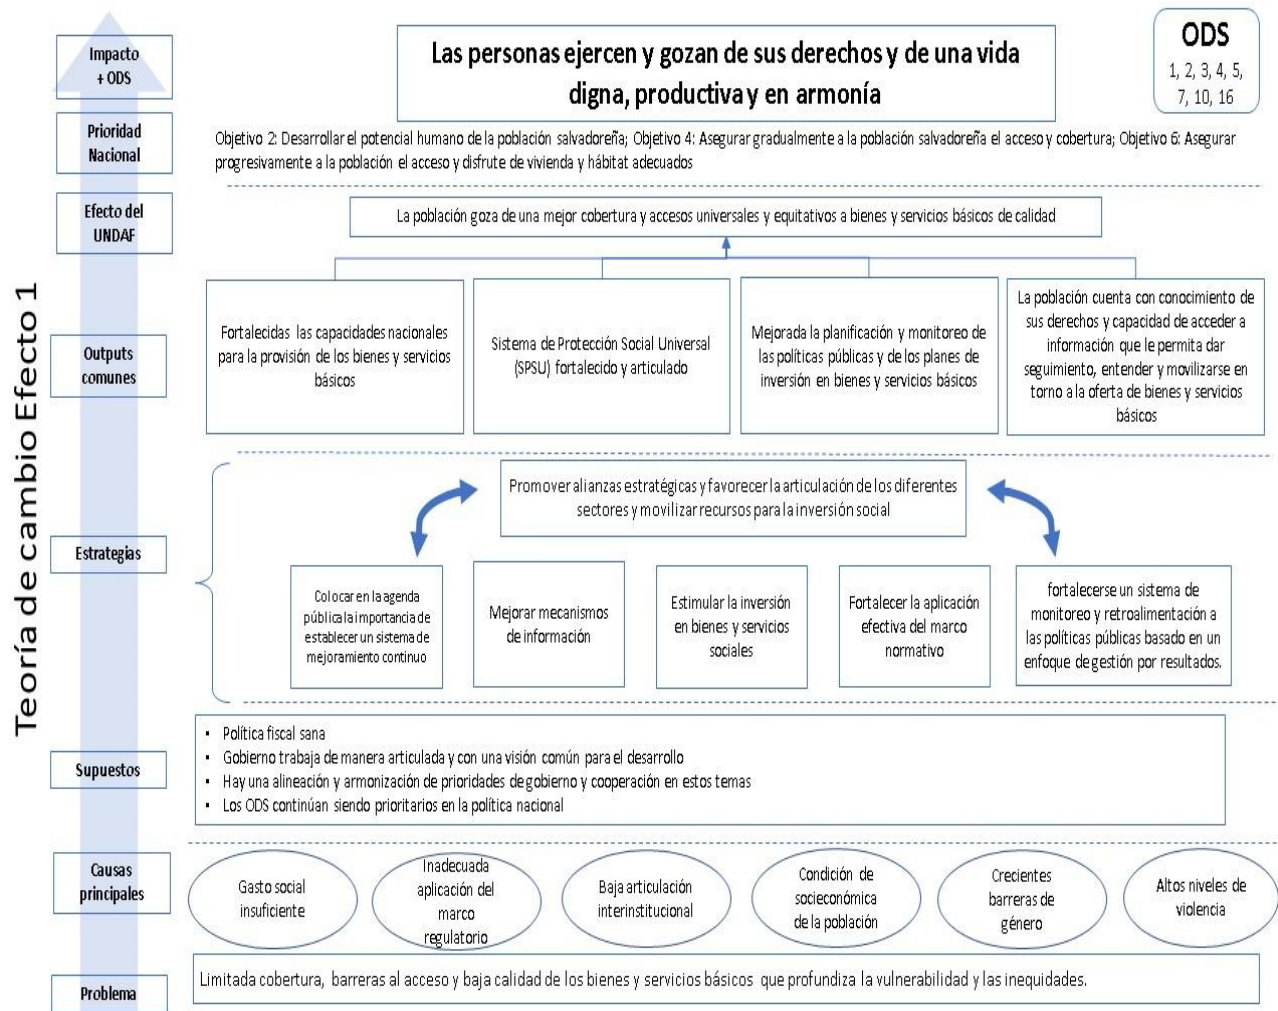 Teoría de cambio Efecto 1
Impacto
+ ODS
Las personas ejercen y gozan de sus derechos y de una vida
digna, productiva y en armonía
ODS
1, 2, 3, 4, 5,
7, 10, 16
Prioridad
Nacional
Objetivo 2: Desarrollar el potencial humano de la población salvadoreña; Objetivo 4: Asegurar gradualmente a la población salvadoreña el acceso y cobertura; Objetivo 6: Asegurar
progresivamente a la población el acceso y disfrute de vivienda y hábitat adecuados
Efecto del
UNDAF
La población goza de una mejor cobertura y accesos universales y equitativos a bienes y servicios básicos de calidad
Outputs
comunes
Fortalecidas las capacidades nacionales
para la provisión de los bienes y servicios
básicos
Sistema de Protección Social Universal
(SPSU) fortalecido y articulado
Mejorada la planificación y monitoreo de
las políticas públicas y de los planes de
inversión en bienes y servicios básicos
La población cuenta con conocimiento de
sus derechos y capacidad de acceder a
información que le permita dar
seguimiento, entender y movilizarse en
torno a la oferta de bienes y servicios
básicos
Estrategias
Promover alianzas estratégicas y favorecer la articulación de los diferentes
sectores y movilizar recursos para la inversión social
Colocar en la agenda
pública la importancia de
establecer un sistema de
mejoramiento continuo
Mejorar mecanismos
de información
Estimular la inversión
en bienes y servicios
sociales
Fortalecer la aplicación
efectiva del marco
normativo
fortalecerse un sistema de
monitoreo y retroalimentación a
las políticas públicas basado en un
enfoque de gestión por resultados.
Supuestos
▪ Política fiscal sana
▪ Gobierno trabaja de manera articulada y con una visión común para el desarrollo
▪ Hay una alineación y armonización de prioridades de gobierno y cooperación en estos temas
▪ Los ODS continúan siendo prioritarios en la política nacional
Causas
principales
Gasto social
insuficiente
Inadecuada
aplicación del
marco
regulatorio
Baja articulación
interinstitucional
Condición de
socieconómica
de la población
Crecientes
barreras de
género
Altos niveles de
violencia
Problema
Limitada cobertura, barreras al acceso y baja calidad de los bienes y servicios básicos que profundiza la vulnerabilidad y las inequidades.